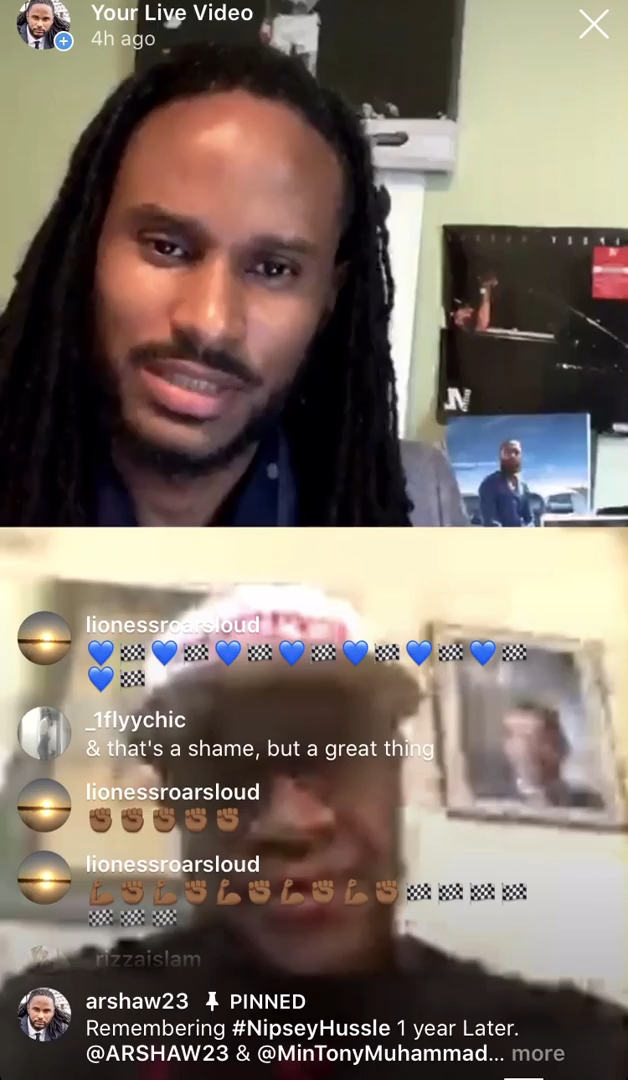 Your Live Video
4h ago
lionessroarsloud
💙🏁💙🏁💙🏁💙🏁💙🏁💙🏁💙🏁
💙🏁
_1flyychic
& that's a shame, but a great thing
lionessroarsloud
✊🏾✊🏾✊🏾✊🏾✊🏾
lionessroarsloud
💪🏾✊🏾💪🏾✊🏾💪🏾✊🏾💪🏾✊🏾💪🏾✊🏾🏁🏁🏁🏁
🏁🏁🏁
rizzaislam
arshaw23 📌 PINNED
Remembering #NipseyHussle 1 year Later.
@ARSHAW23 & @MinTonyMuhammad... more